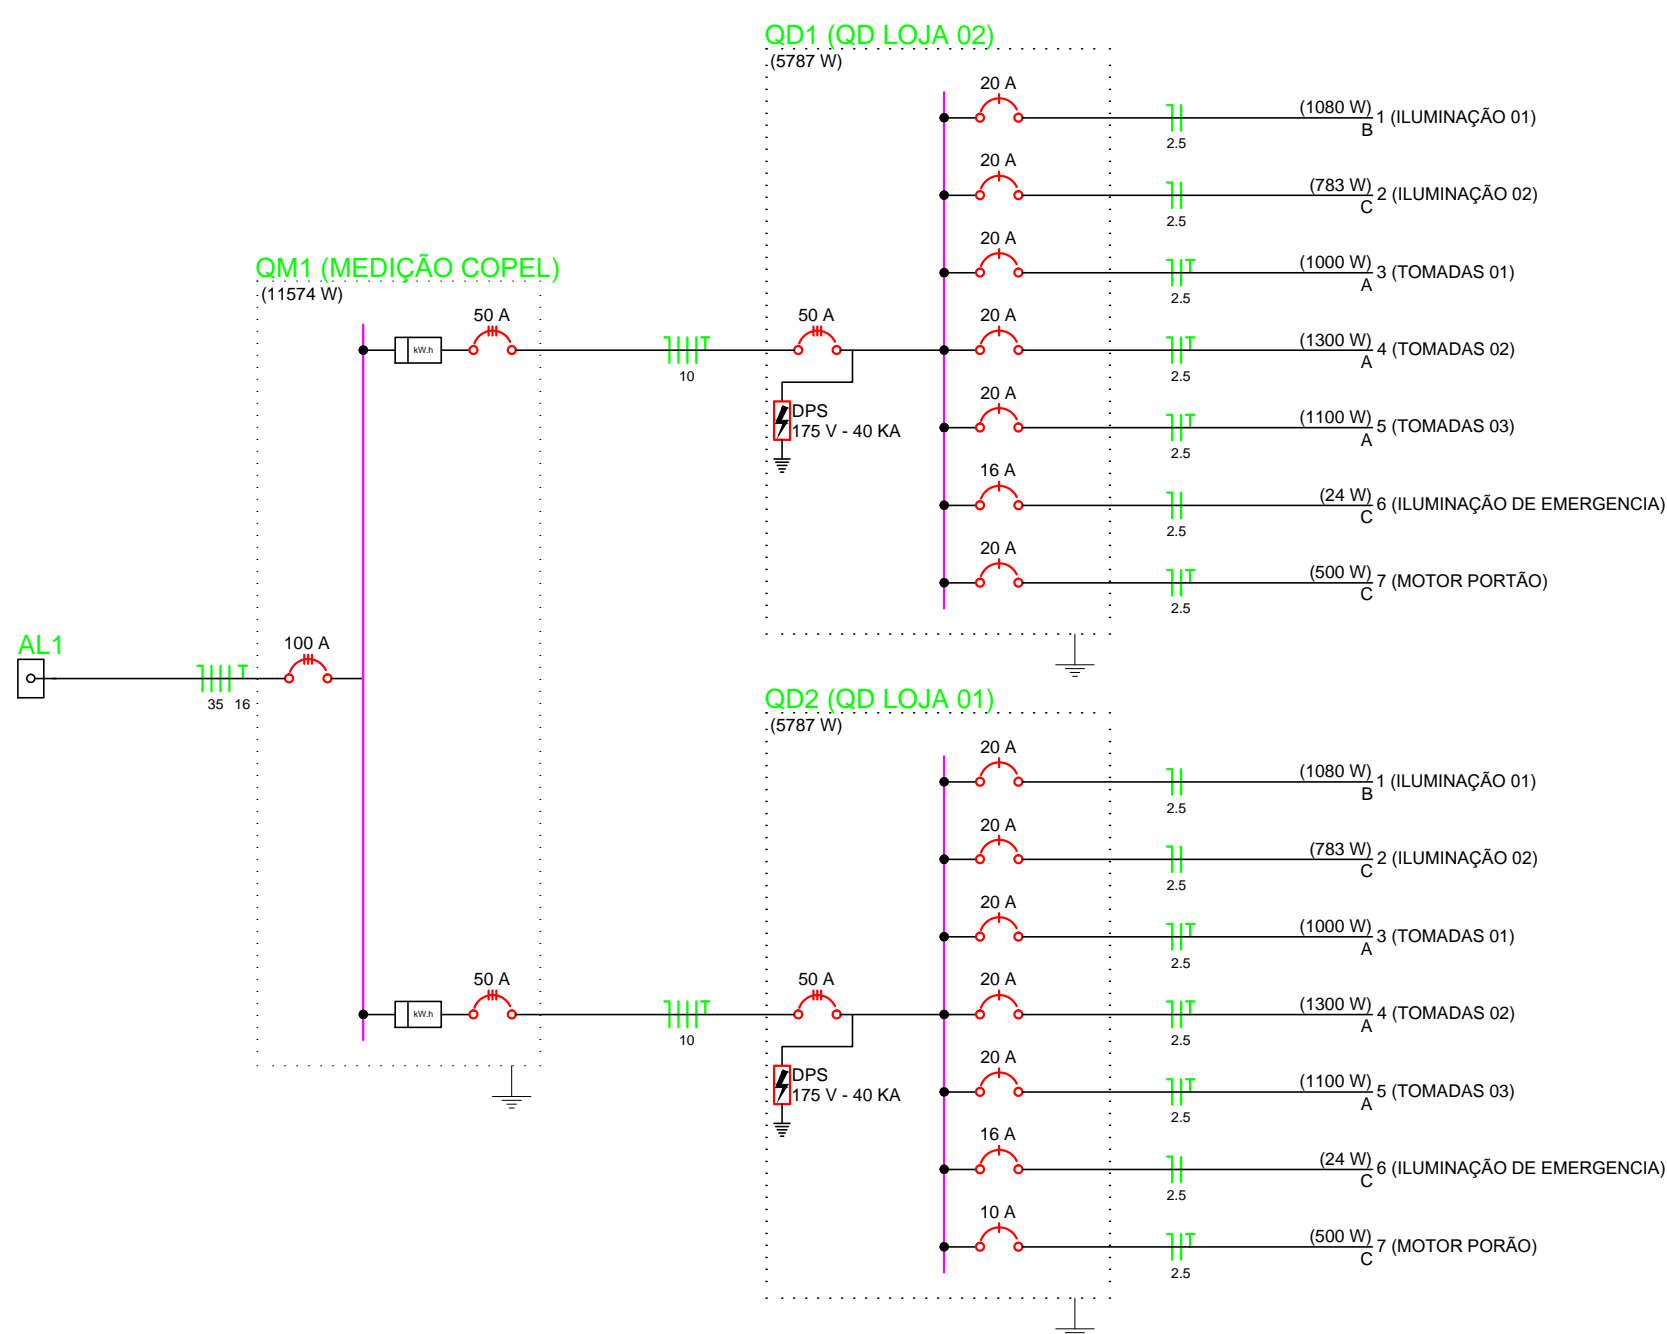 QD1 (QD LOJA 02)
(5787 W)
20 A
(1080 W)
1 (ILUMINAÇÃO 01)
B
2.5
20 A
(783 W)
2 (ILUMINAÇÃO 02)
C
2.5
20 A
(1000 W)
3 (TOMADAS 01)
A
2.5
QM1 (MEDIÇÃO COPEL)
(11574 W)
kW.h
50 A
10
50 A
DPS
175 V - 40 KA
20 A
(1300 W)
4 (TOMADAS 02)
A
2.5
20 A
(1100 W)
5 (TOMADAS 03)
A
2.5
16 A
(24 W)
6 (ILUMINAÇÃO DE EMERGENCIA)
C
2.5
20 A
(500 W)
7 (MOTOR PORTÃO)
C
2.5
AL1
35 16
100 A
QD2 (QD LOJA 01)
(5787 W)
20 A
(1080 W)
1 (ILUMINAÇÃO 01)
B
2.5
20 A
(783 W)
2 (ILUMINAÇÃO 02)
C
2.5
20 A
(1000 W)
3 (TOMADAS 01)
A
2.5
kW.h
50 A
10
50 A
DPS
175 V - 40 KA
20 A
(1300 W)
4 (TOMADAS 02)
A
2.5
20 A
(1100 W)
5 (TOMADAS 03)
A
2.5
16 A
(24 W)
6 (ILUMINAÇÃO DE EMERGENCIA)
C
2.5
10 A
(500 W)
7 (MOTOR PORÃO)
C
2.5